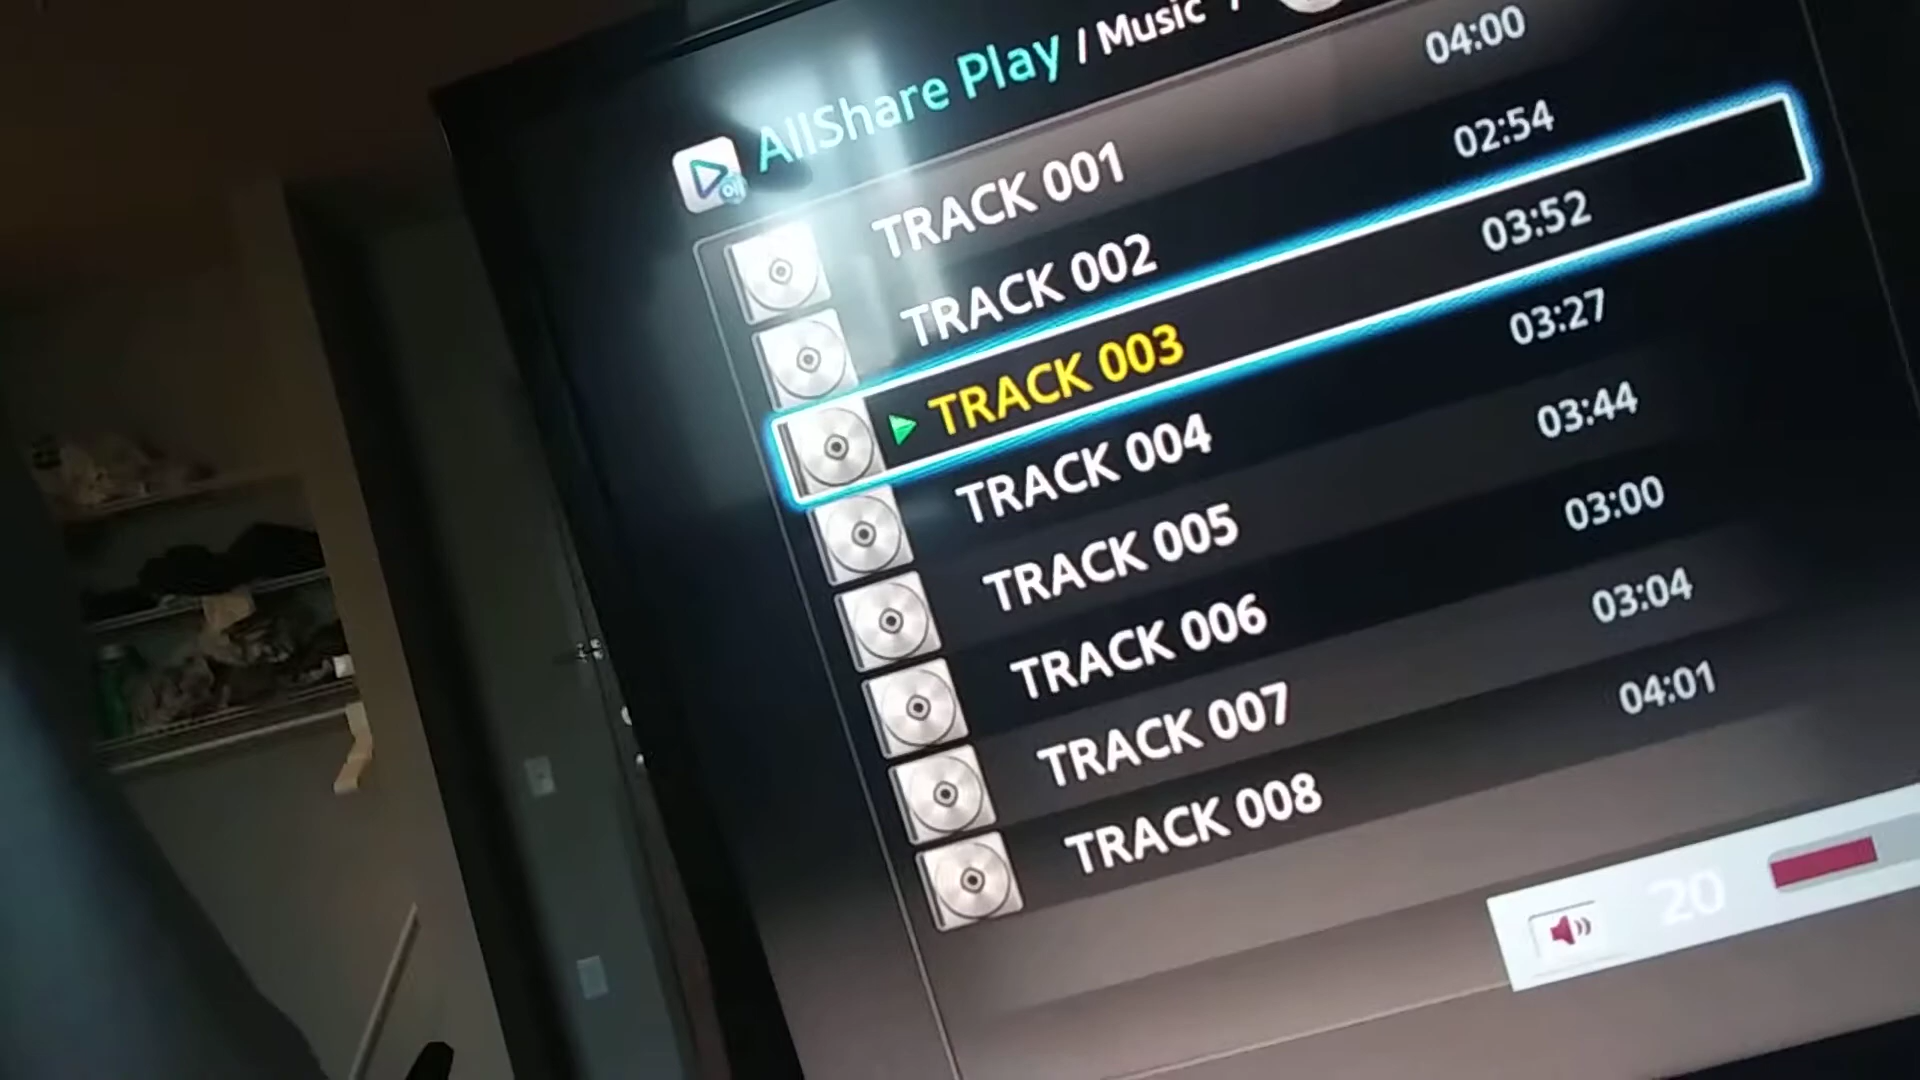 AllShare Play / Music /
TRACK 001 04:00
TRACK 002 02:54
TRACK 003 03:52
TRACK 004 03:27
TRACK 005 03:44
TRACK 006 03:00
TRACK 007 03:04
TRACK 008 04:01
20